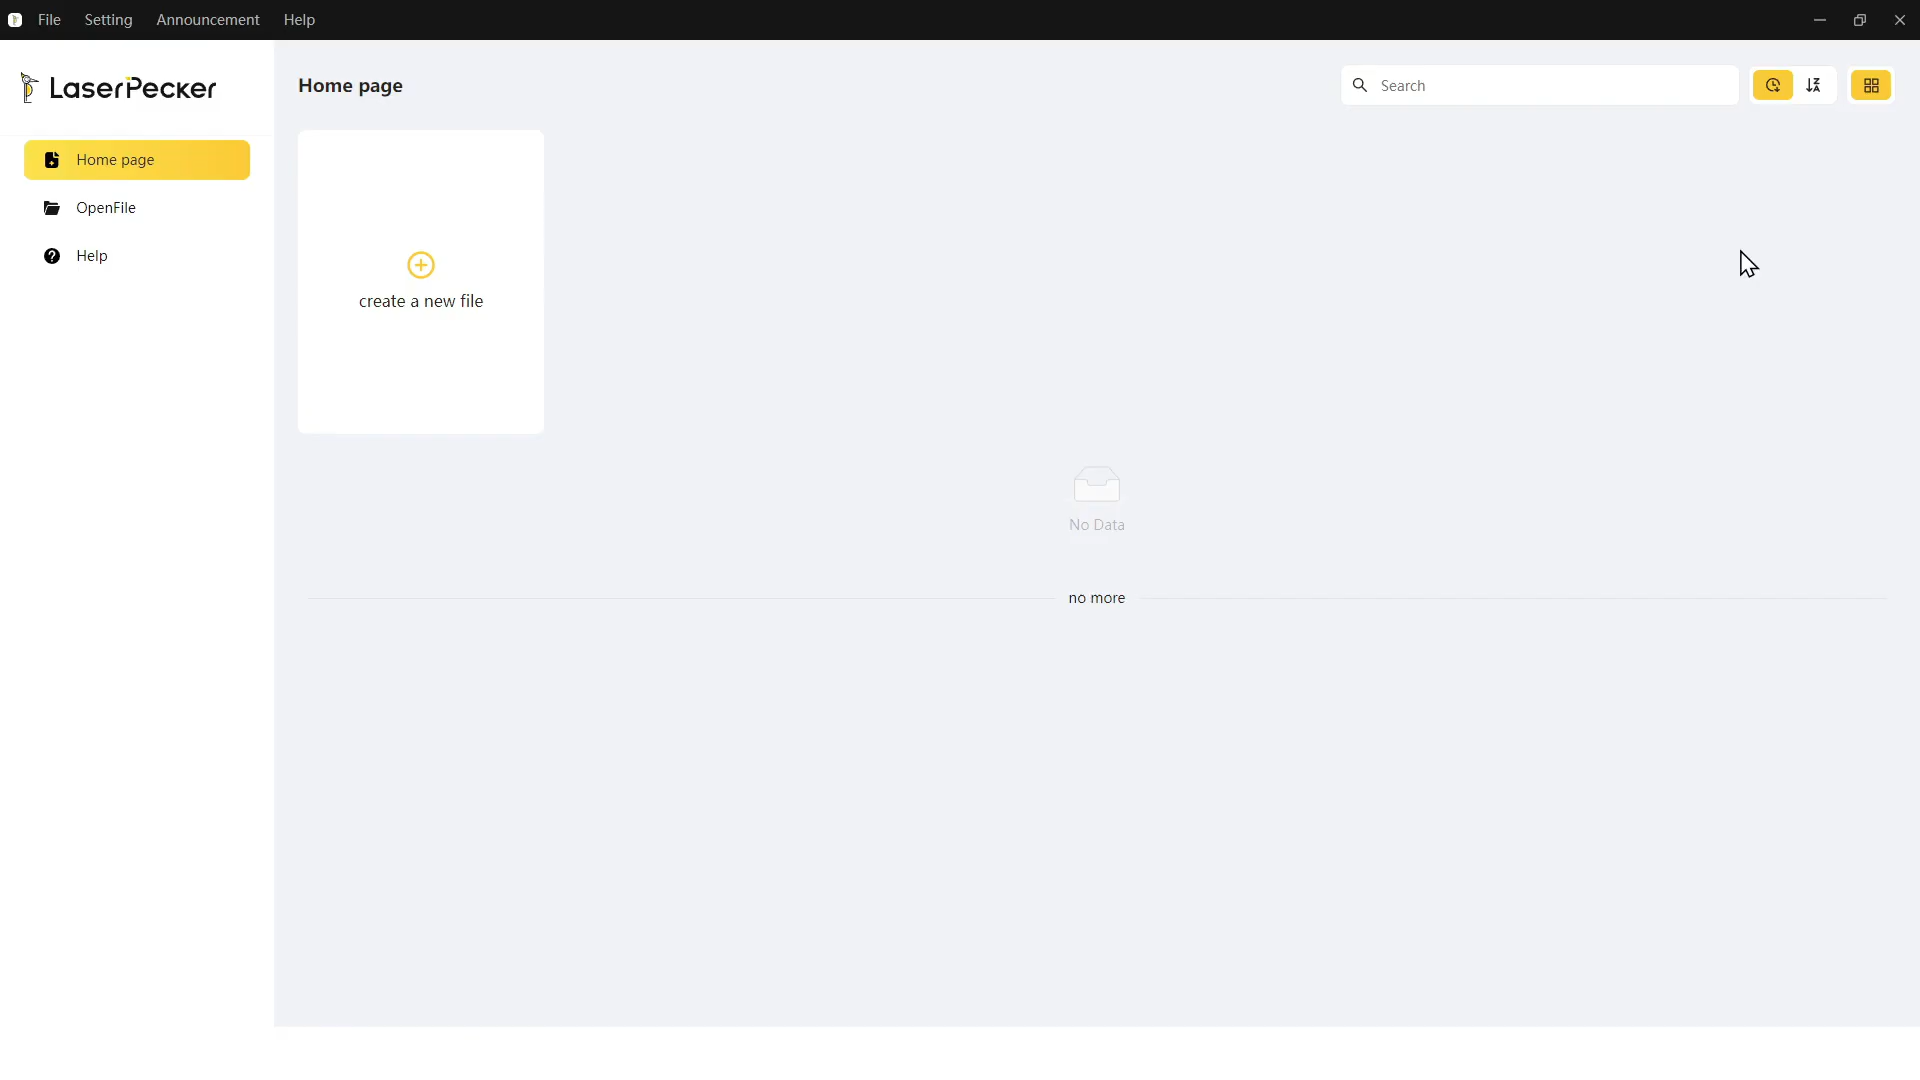 File Setting Announcement Help
LaserPecker
Home page
Search
Home page
OpenFile
Help
create a new file
No Data
no more